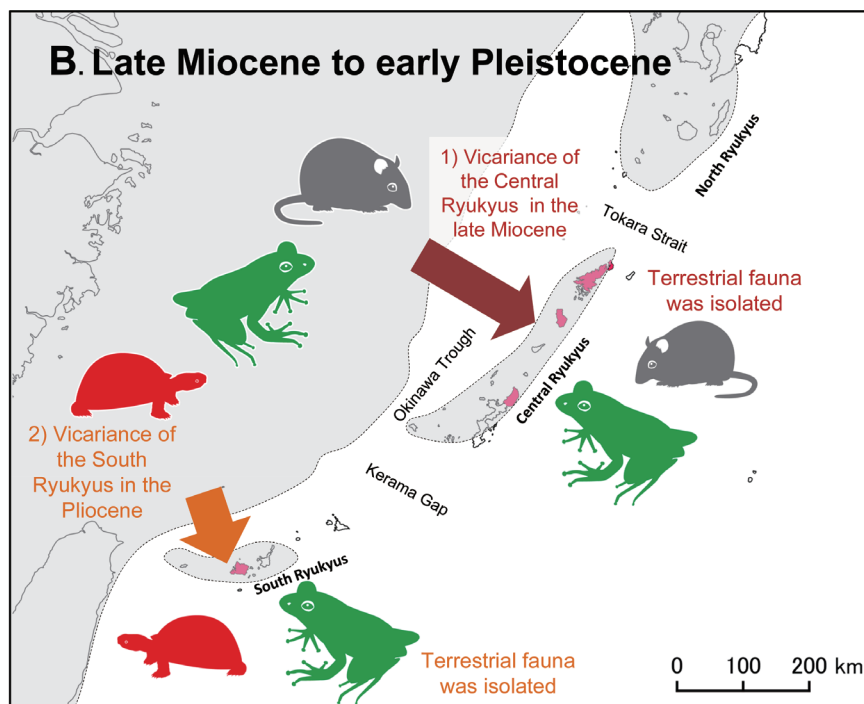 B. Late Miocene to early Pleistocene
1) Vicariance of
the Central
Ryukyus in the
late Miocene
North Ryukyus
Tokara Strait
Terrestrial fauna
was isolated
Okinawa Trough
Central Ryukyus
2) Vicariance of
the South
Ryukyus in the
Pliocene
Kerama Gap
South Ryukyus
Terrestrial fauna
was isolated
0 100 200 km